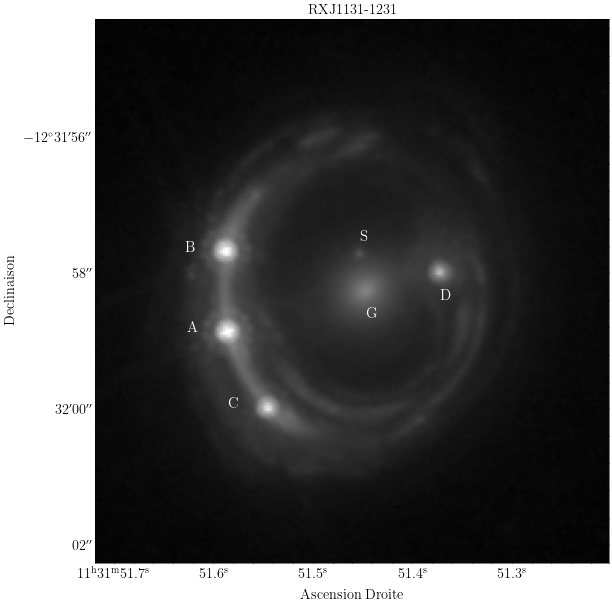 RXJ1131-1231
−12°31′56″
B
S
58″
D
G
A
C
32′00″
02″
11ʰ31ᵐ51.7ˢ 51.6ˢ 51.5ˢ 51.4ˢ 51.3ˢ
Ascension Droite
Declinaison